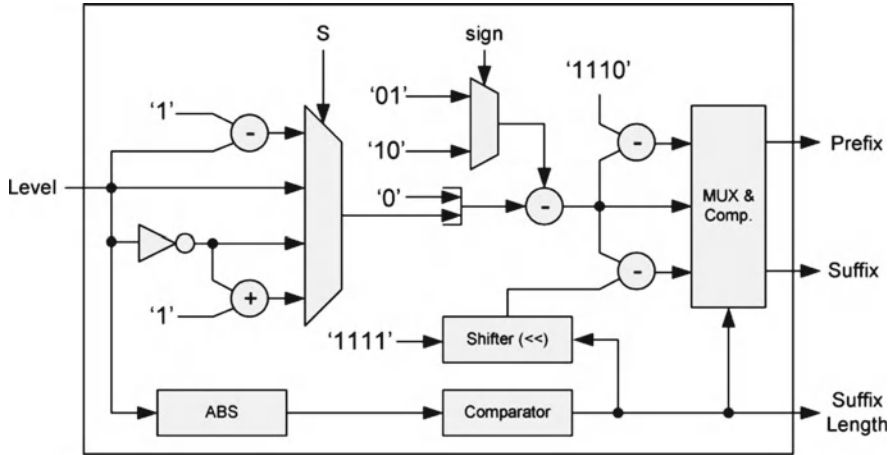 S
sign
'1110'
'01'
'1'
-
-
Prefix
'10'
Level
'0'
-
MUX &
Comp.
-
Suffix
+
'1'
'1111'
Shifter (<<)
ABS
Comparator
Suffix
Length